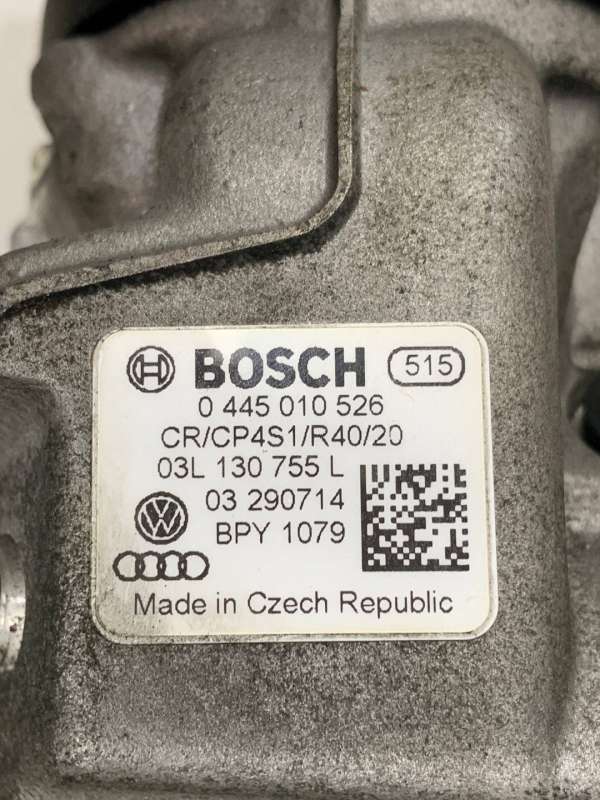 BOSCH 515
0 445 010 526
CR/CP4S1/R40/20
03L 130 755 L
03 290714
BPY 1079
Made in Czech Republic